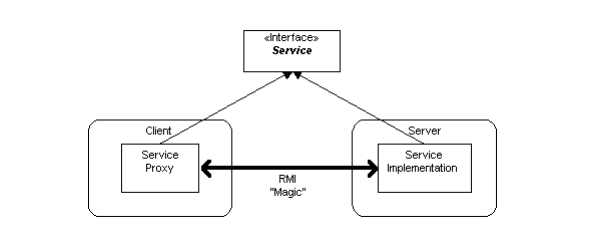 «Interface»
Service
Client
Server
Service
Proxy
Service
Implementation
RMI
"Magic"